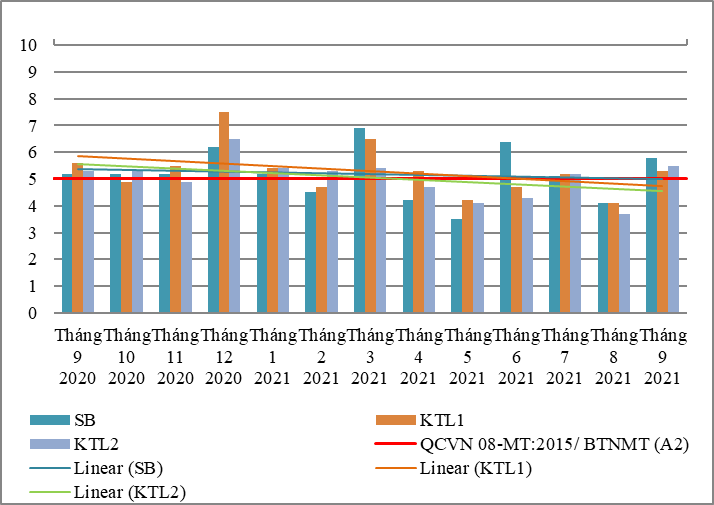 10
9
8
7
6
5
4
3
2
1
0
Tháng Tháng Tháng Tháng Tháng Tháng Tháng Tháng Tháng Tháng Tháng Tháng Tháng
9 10 11 12 1 2 3 4 5 6 7 8 9
2020 2020 2020 2020 2021 2021 2021 2021 2021 2021 2021 2021 2021
SB KTL1
KTL2 QCVN 08-MT:2015/ BTNMT (A2)
Linear (SB) Linear (KTL1)
Linear (KTL2)